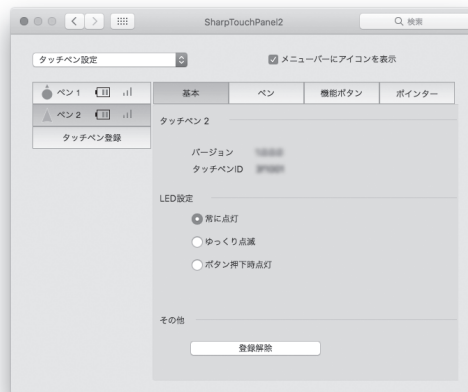 SharpTouchPanel2
検索
タッチペン設定
メニューバーにアイコンを表示
ペン 1
ペン 2
タッチペン登録
基本 ペン 機能ボタン ポインター
タッチペン 2
バージョン
タッチペンID
LED設定
常に点灯
ゆっくり点滅
ボタン押下時点灯
その他
登録解除